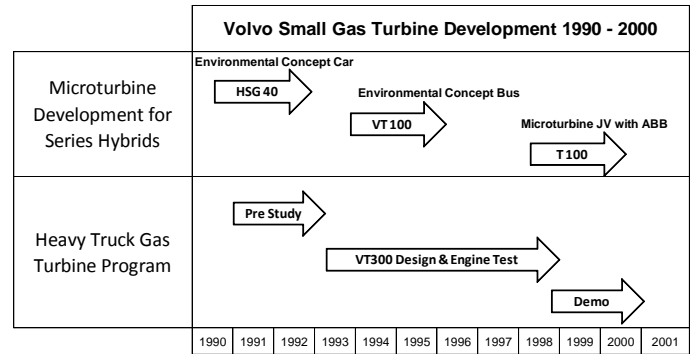 Volvo Small Gas Turbine Development 1990 - 2000
Microturbine
Development for
Series Hybrids
Environmental Concept Car
HSG 40
Environmental Concept Bus
VT 100
Microturbine JV with ABB
T 100
Heavy Truck Gas
Turbine Program
Pre Study
VT300 Design & Engine Test
Demo
1990 1991 1992 1993 1994 1995 1996 1997 1998 1999 2000 2001